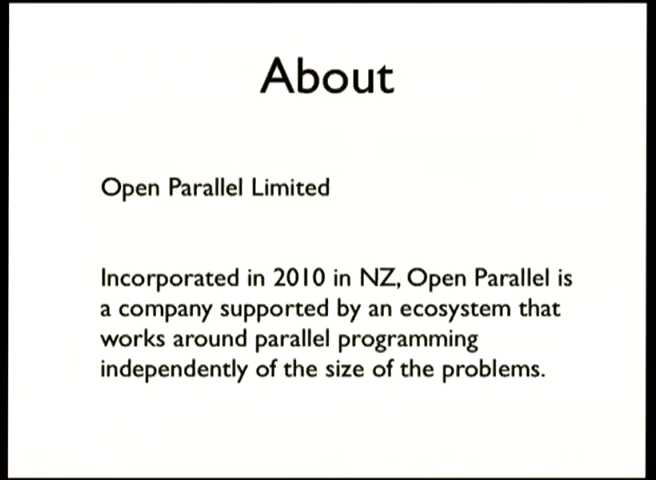 About
Open Parallel Limited
Incorporated in 2010 in NZ, Open Parallel is
a company supported by an ecosystem that
works around parallel programming
independently of the size of the problems.